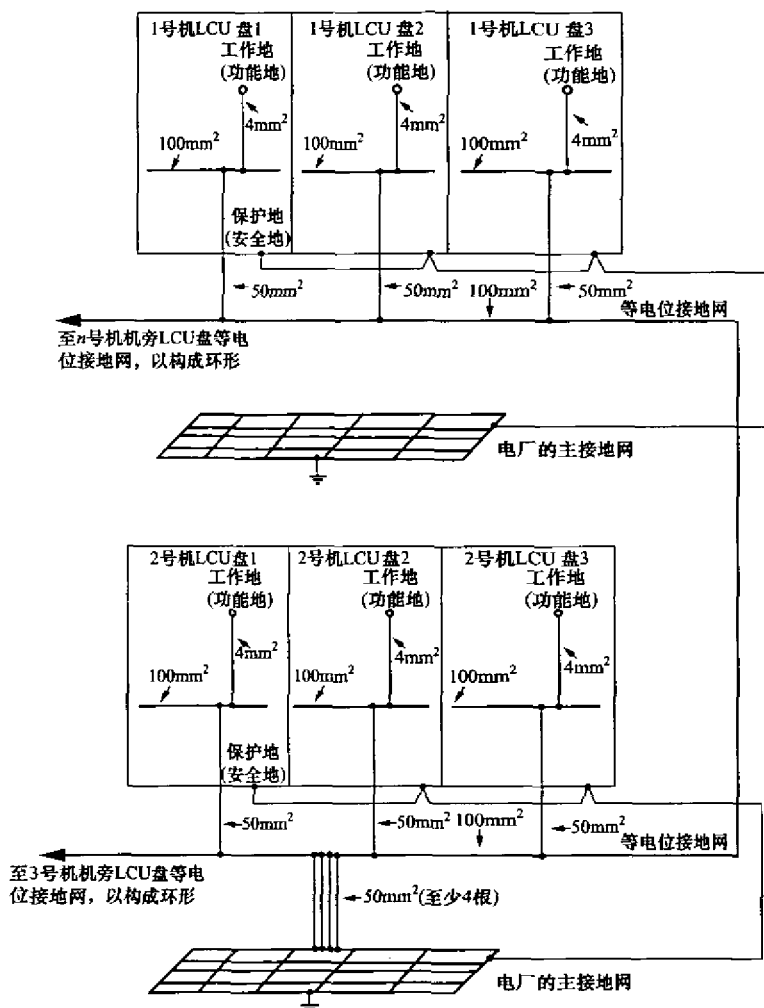 1号机LCU 盘1
工作地
(功能地)
4mm²
100mm²
保护地
(安全地)
50mm²
1号机LCU 盘2
工作地
(功能地)
4mm²
100mm²
50mm²
1号机LCU 盘3
工作地
(功能地)
4mm²
100mm²
50mm²
100mm²
等电位接地网
至n号机机旁LCU盘等电
位接地网，以构成环形
电厂的主接地网
2号机LCU 盘1
工作地
(功能地)
4mm²
100mm²
保护地
(安全地)
50mm²
2号机LCU盘2
工作地
(功能地)
4mm²
100mm²
50mm²
2号机LCU 盘3
工作地
(功能地)
4mm²
100mm²
50mm²
100mm²
等电位接地网
至3号机机旁LCU盘等电
位接地网，以构成环形
50mm²(至少4根)
电厂的主接地网